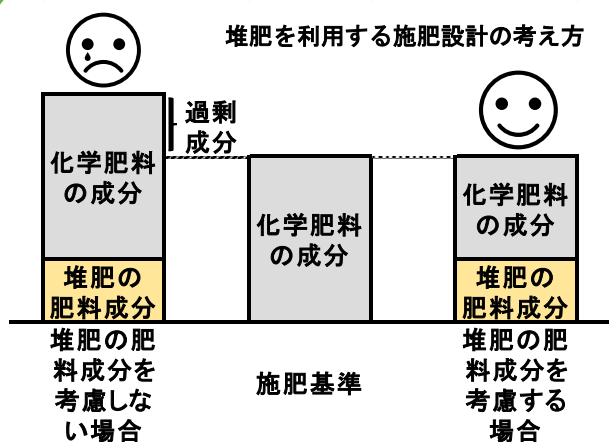 堆肥を利用する施肥設計の考え方
過剰
成分
化学肥料
の成分
堆肥の
肥料成分
化学肥料
の成分
化学肥料
の成分
堆肥の
肥料成分
堆肥の肥
料成分を
考慮しな
い場合
施肥基準
堆肥の肥
料成分を
考慮する
場合